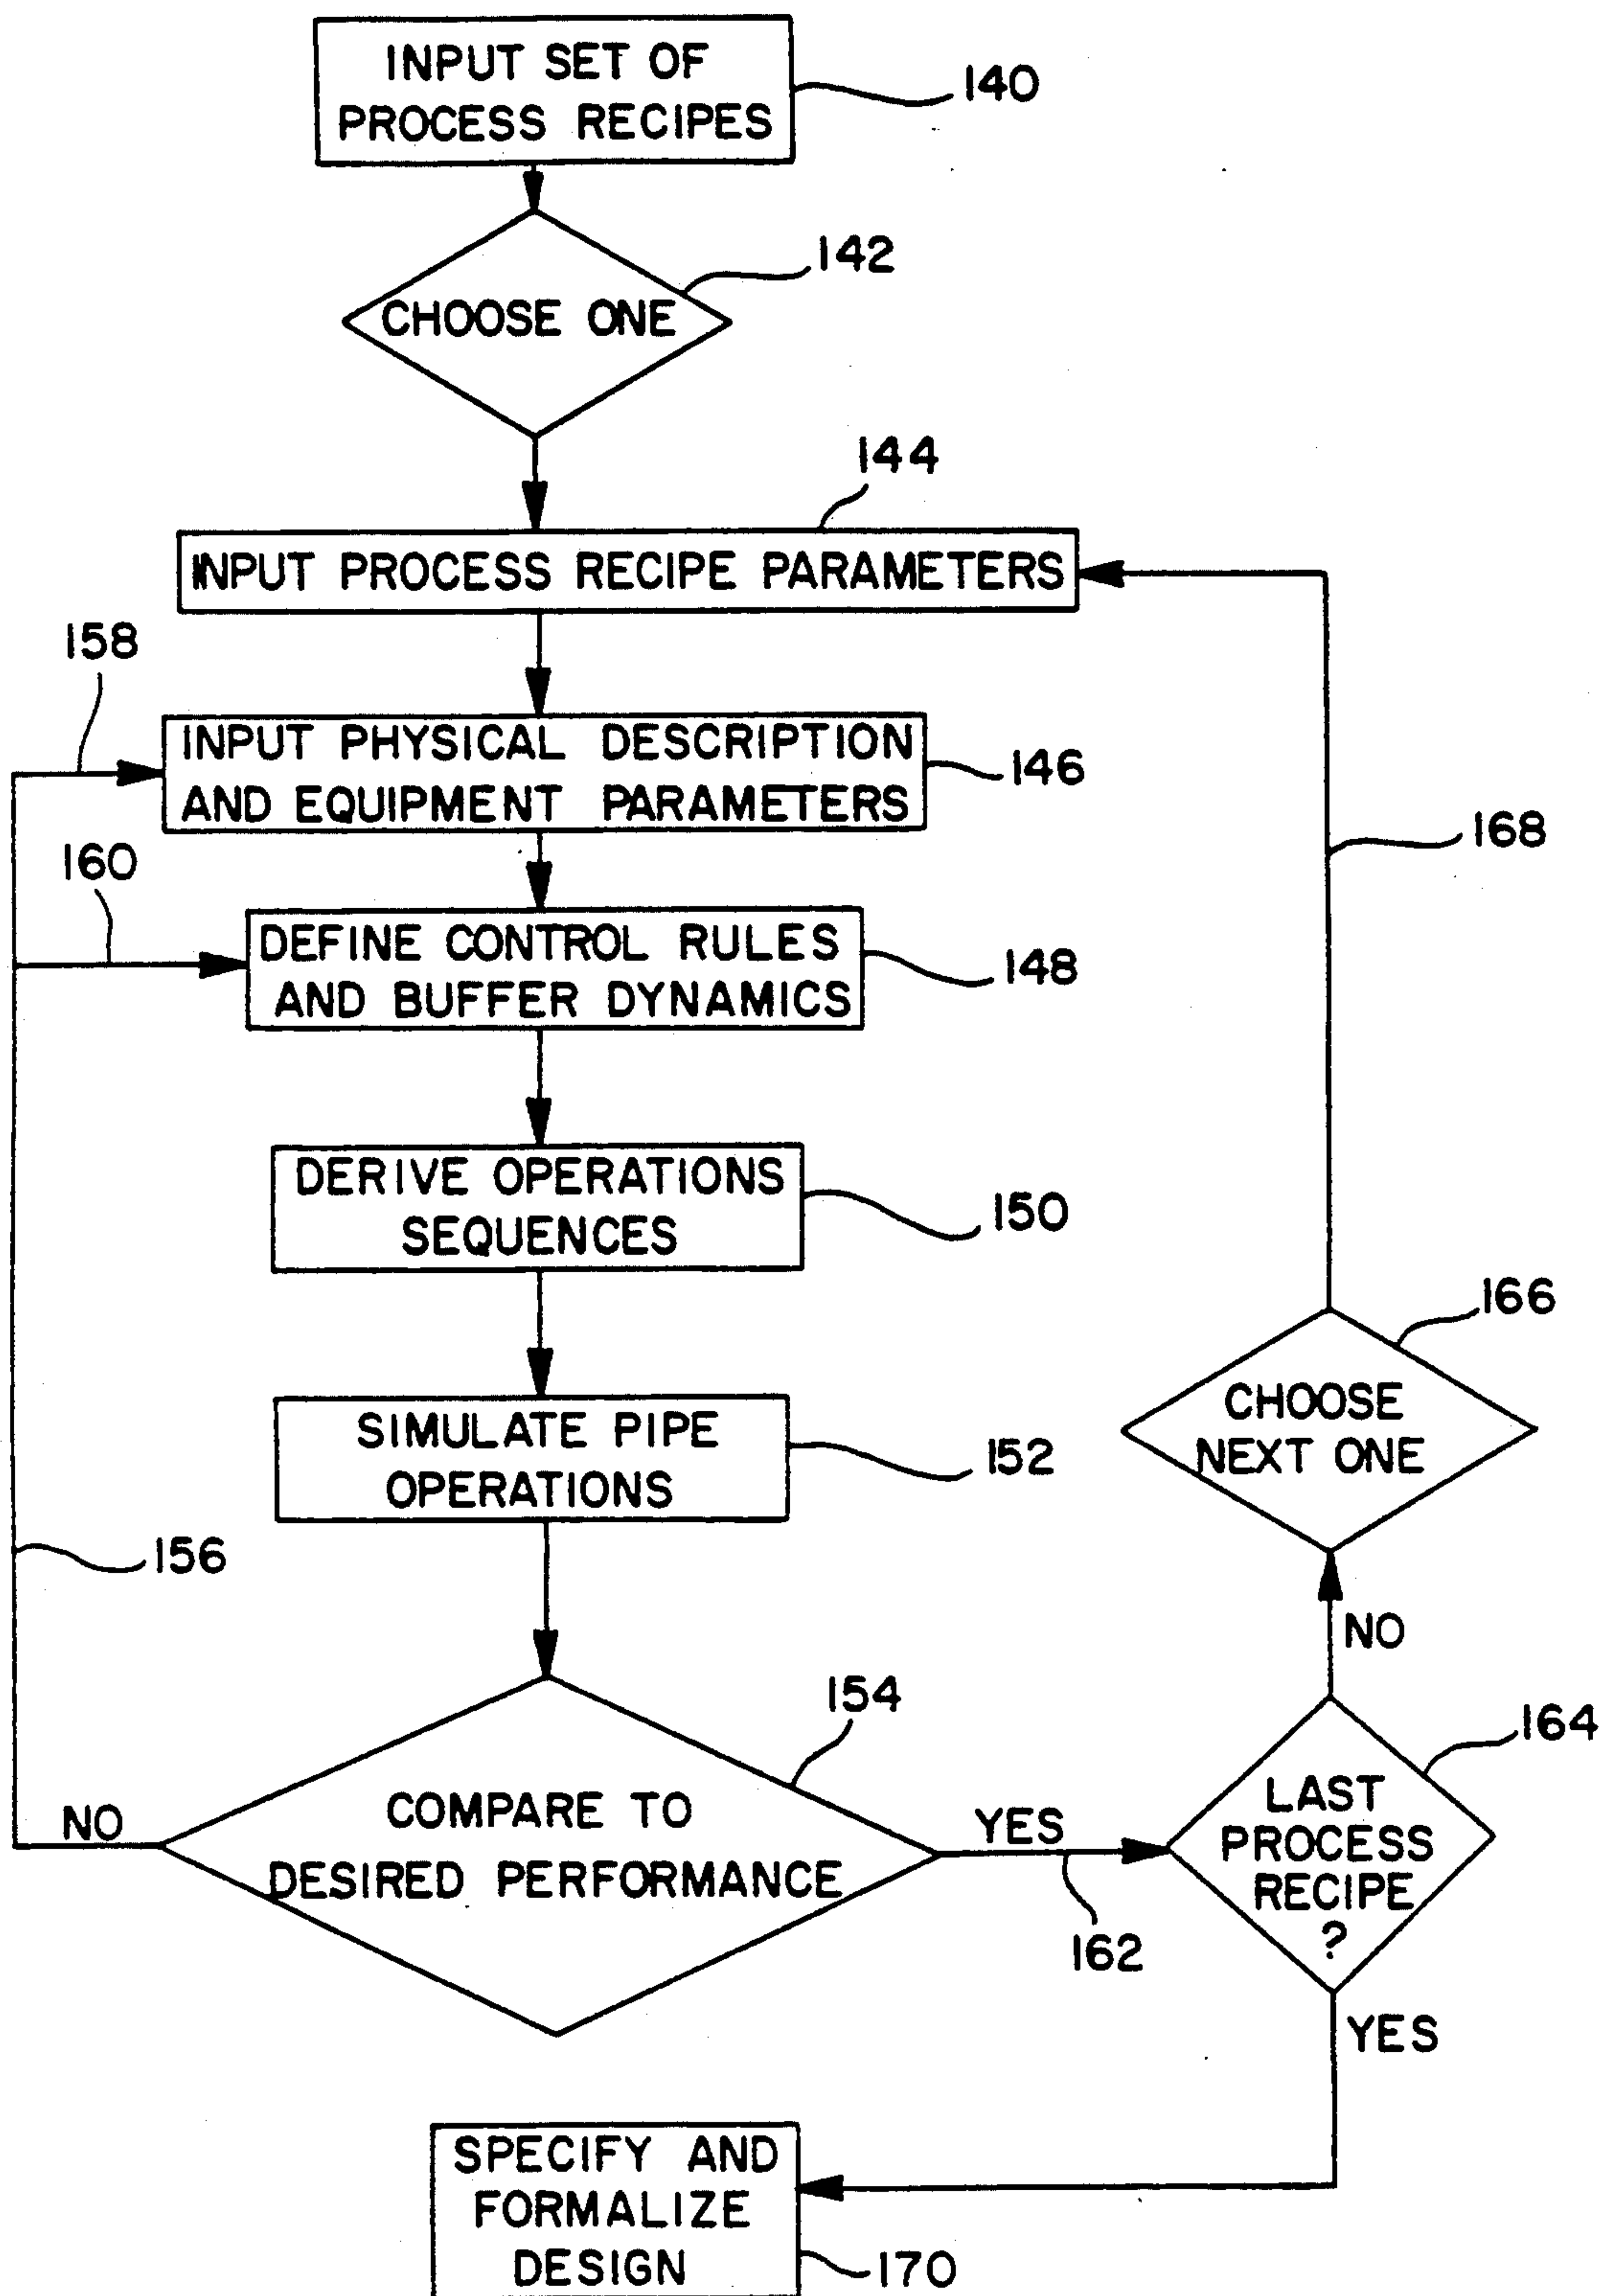 INPUT SET OF
PROCESS RECIPES
140
142
CHOOSE ONE
144
INPUT PROCESS RECIPE PARAMETERS
158
INPUT PHYSICAL DESCRIPTION
AND EQUIPMENT PARAMETERS
146
168
160
DEFINE CONTROL RULES
AND BUFFER DYNAMICS
148
DERIVE OPERATIONS
SEQUENCES
150
166
CHOOSE
NEXT ONE
SIMULATE PIPE
OPERATIONS
152
156
NO
154
164
COMPARE TO
DESIRED PERFORMANCE
NO
YES
162
LAST
PROCESS
RECIPE
?
YES
SPECIFY AND
FORMALIZE
DESIGN
170